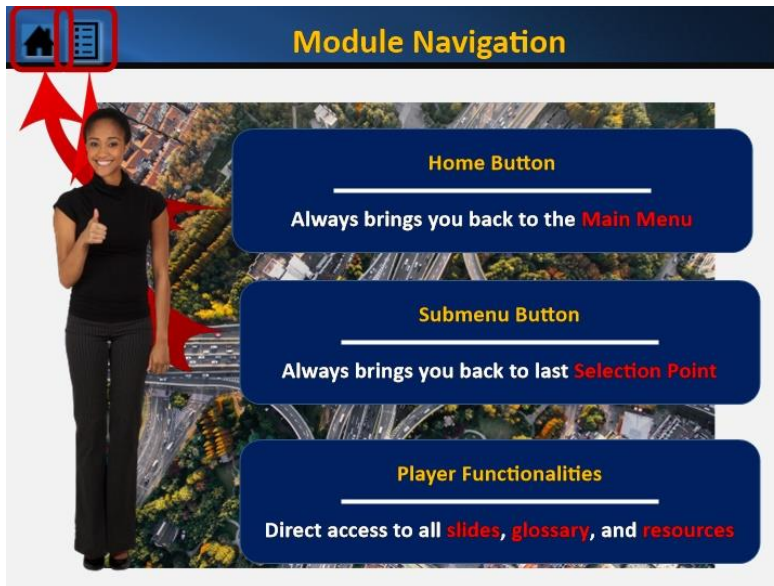 Module Navigation
Home Button
Always brings you back to the Main Menu
Submenu Button
Always brings you back to last Selection Point
Player Functionalities
Direct access to all slides, glossary, and resources